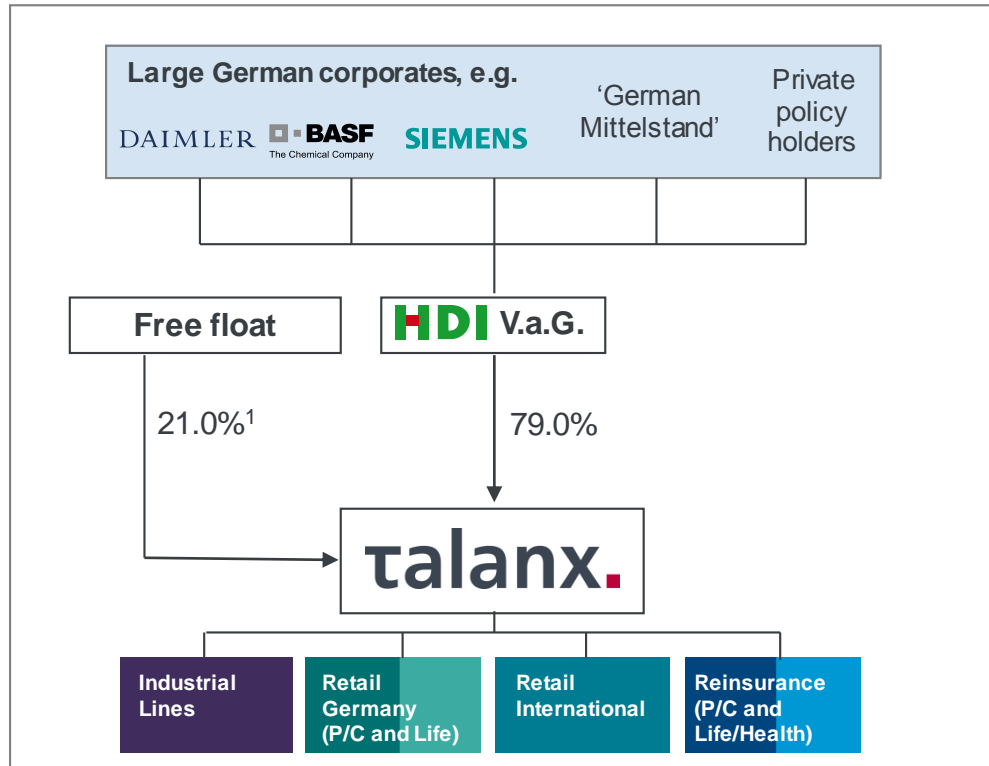 Large German corporates, e.g.
DAIMLER
BASF
The Chemical Company
SIEMENS
‘German
Mittelstand’
Private
policy
holders
Free float
HDI V.a.G.
21.0%¹
79.0%
τalanx.
Industrial
Lines
Retail
Germany
(P/C and Life)
Retail
International
Reinsurance
(P/C and
Life/Health)